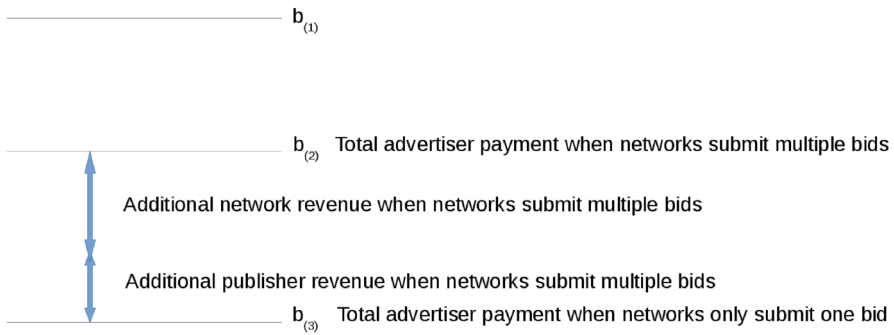 b(1)
b(2) Total advertiser payment when networks submit multiple bids
Additional network revenue when networks submit multiple bids
Additional publisher revenue when networks submit multiple bids
b(3) Total advertiser payment when networks only submit one bid